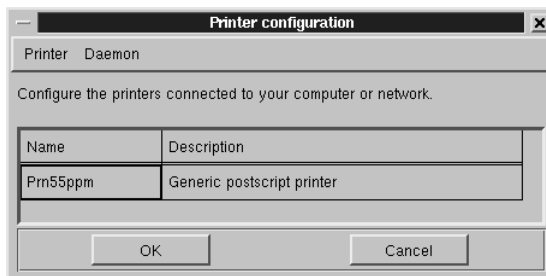 Printer configuration
Printer Daemon
Configure the printers connected to your computer or network.
Name Description
Prn55ppm Generic postscript printer
OK Cancel